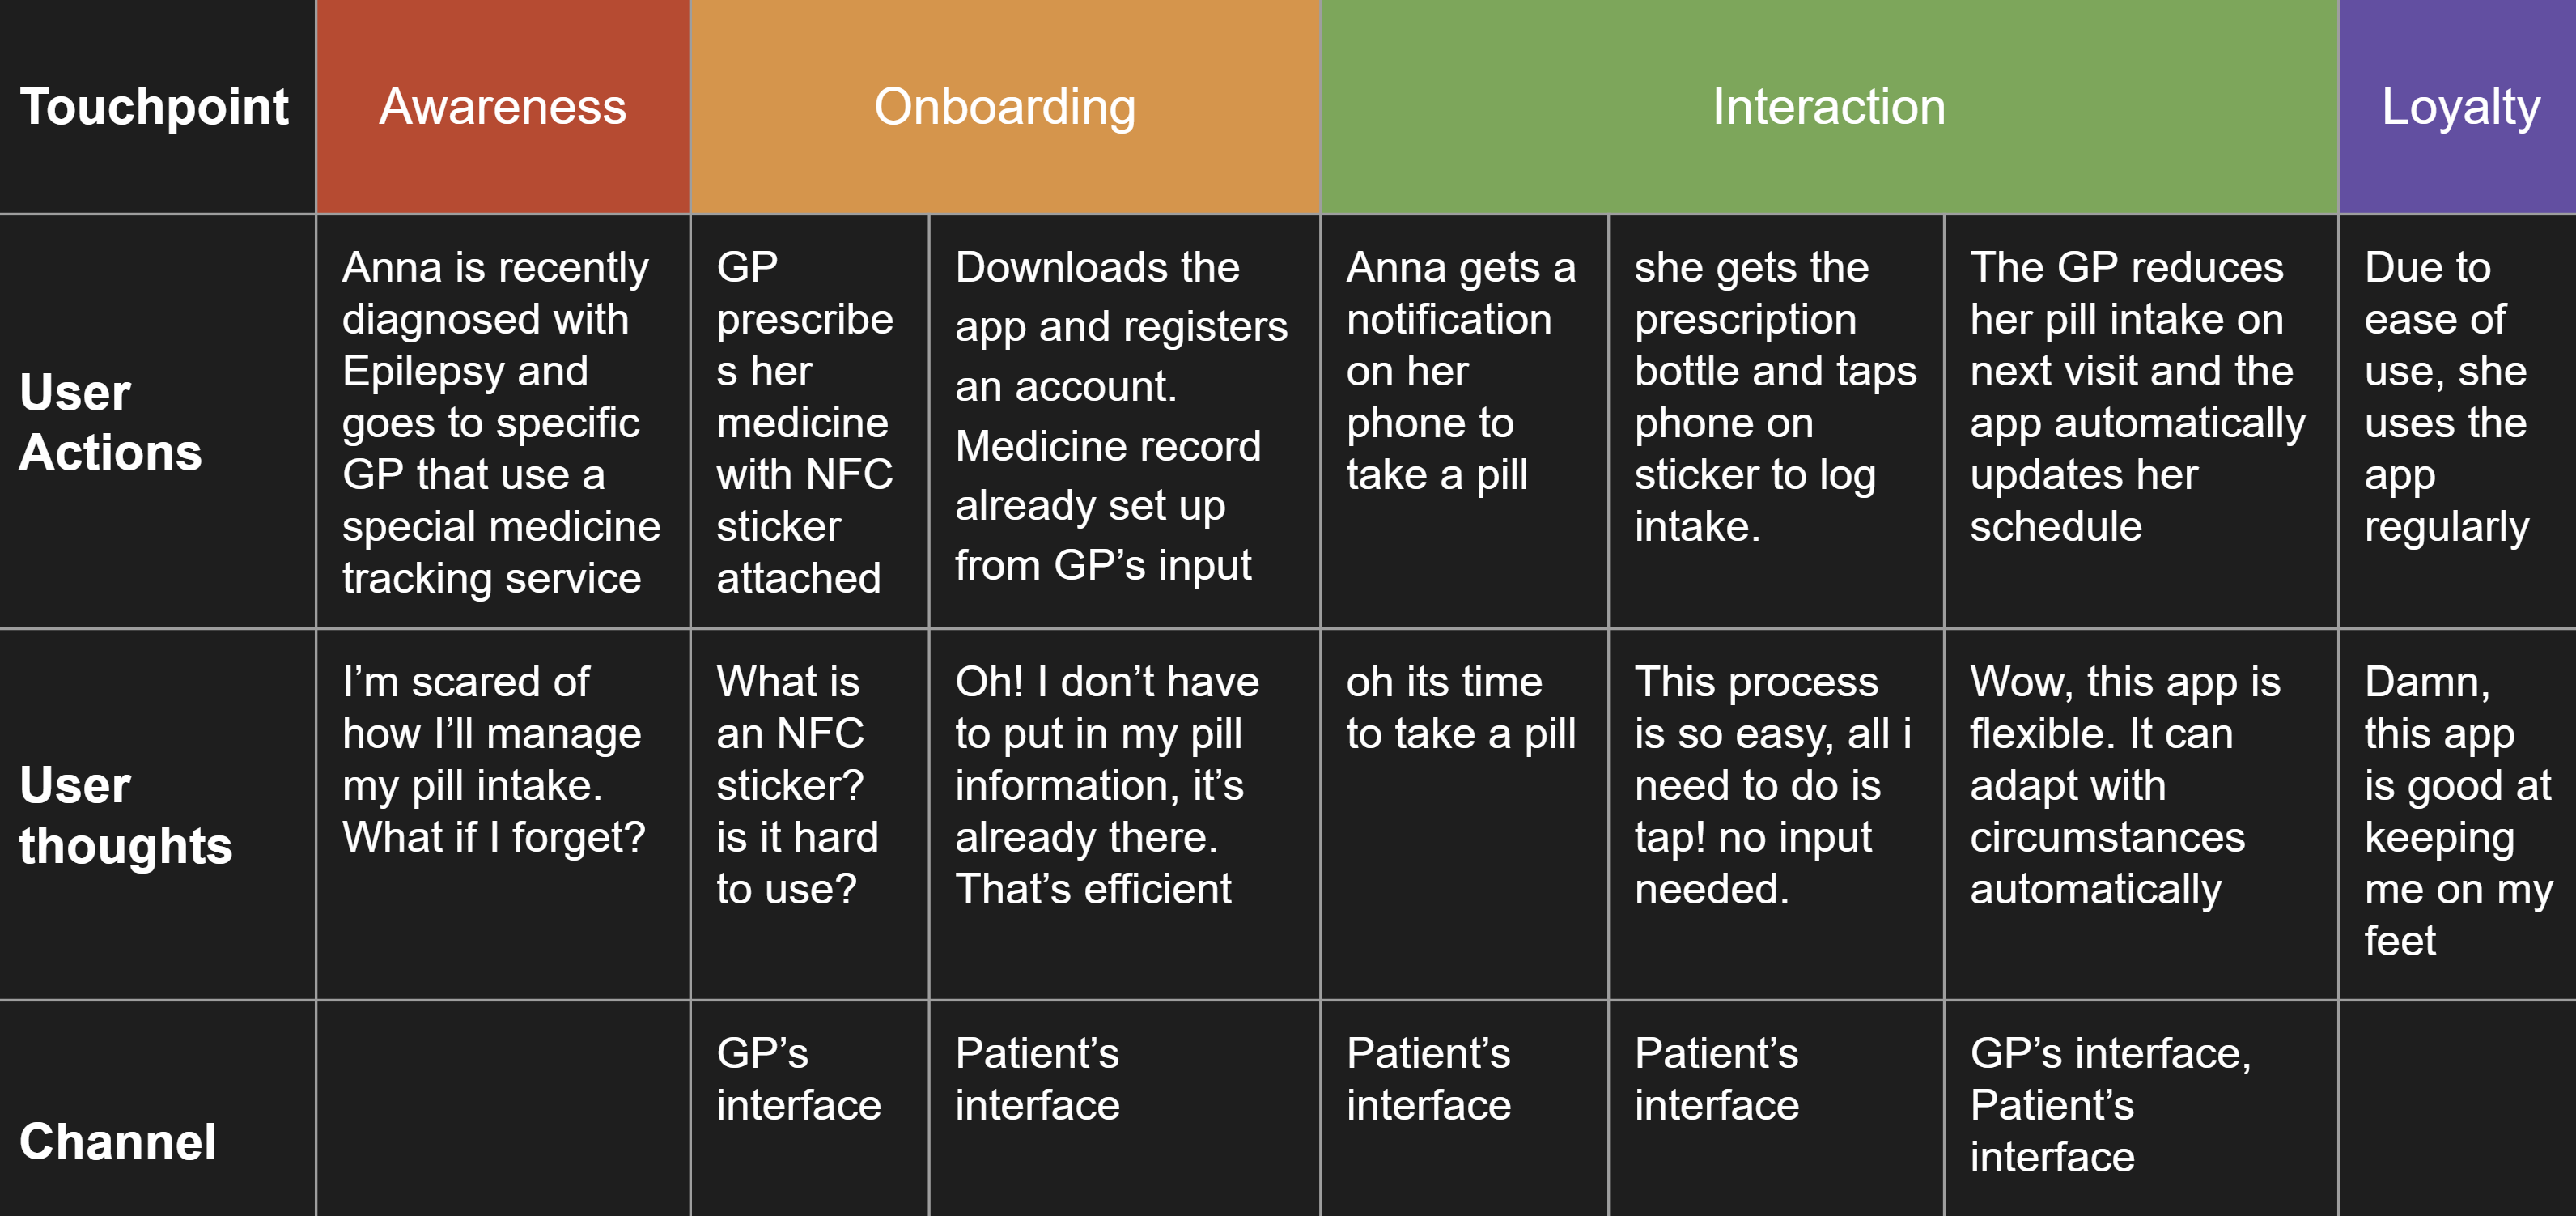 Touchpoint
Awareness
Onboarding
Interaction
Loyalty
User
Actions
Anna is recently
diagnosed with
Epilepsy and
goes to specific
GP that use a
special medicine
tracking service
GP
prescribe
s her
medicine
with NFC
sticker
attached
Downloads the
app and registers
an account.
Medicine record
already set up
from GP’s input
Anna gets a
notification
on her
phone to
take a pill
she gets the
prescription
bottle and taps
phone on
sticker to log
intake.
The GP reduces
her pill intake on
next visit and the
app automatically
updates her
schedule
Due to
ease of
use, she
uses the
app
regularly
User
thoughts
I’m scared of
how I’ll manage
my pill intake.
What if I forget?
What is
an NFC
sticker?
is it hard
to use?
Oh! I don’t have
to put in my pill
information, it’s
already there.
That’s efficient
oh its time
to take a pill
This process
is so easy, all i
need to do is
tap! no input
needed.
Wow, this app is
flexible. It can
adapt with
circumstances
automatically
Damn,
this app
is good at
keeping
me on my
feet
Channel
GP’s
interface
Patient’s
interface
Patient’s
interface
Patient’s
interface
GP’s interface,
Patient’s
interface